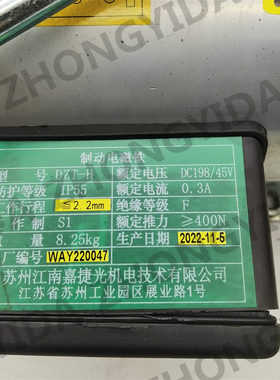 ZHONGYIDA
制动电磁铁
型 号 DZT-H 额定电压 DC198/45V
防护等级 IP55 额定电流 0.3A
工作行程 ≦2.2mm 绝缘等级 F
工作制 S1 额定推力 ≥400N
重 量 8.25kg 生产日期 2022-11-5
厂编号 WAY220047
苏州江南嘉捷光机电技术有限公司
江苏省苏州工业园区展业路1号